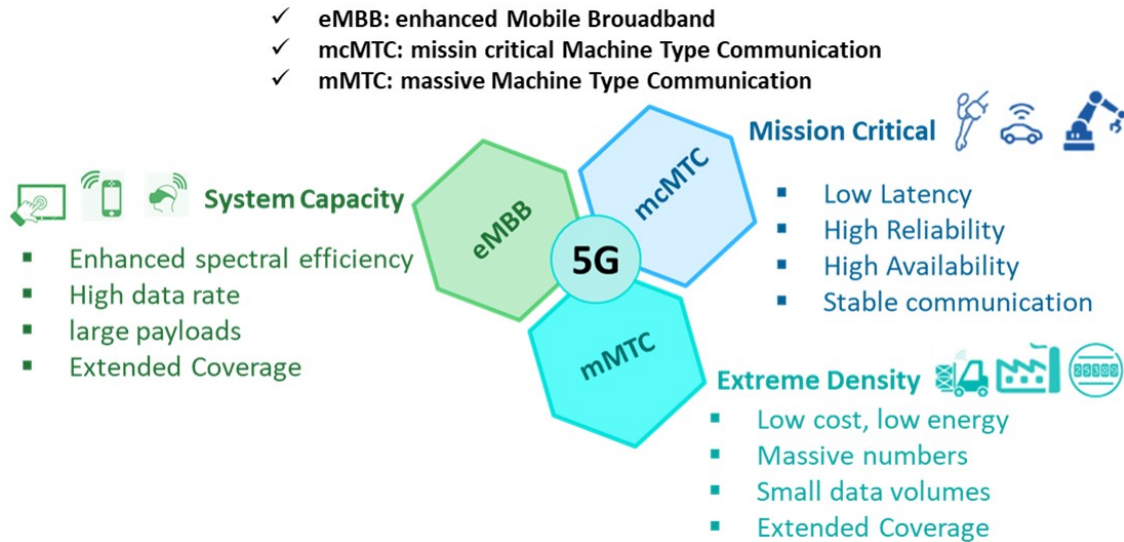 ✓ eMBB: enhanced Mobile Brouadband
✓ mcMTC: missin critical Machine Type Communication
✓ mMTC: massive Machine Type Communication
System Capacity
▪ Enhanced spectral efficiency
▪ High data rate
▪ large payloads
▪ Extended Coverage
eMBB
mcMTC
5G
mMTC
Mission Critical
▪ Low Latency
▪ High Reliability
▪ High Availability
▪ Stable communication
Extreme Density
25300
▪ Low cost, low energy
▪ Massive numbers
▪ Small data volumes
▪ Extended Coverage